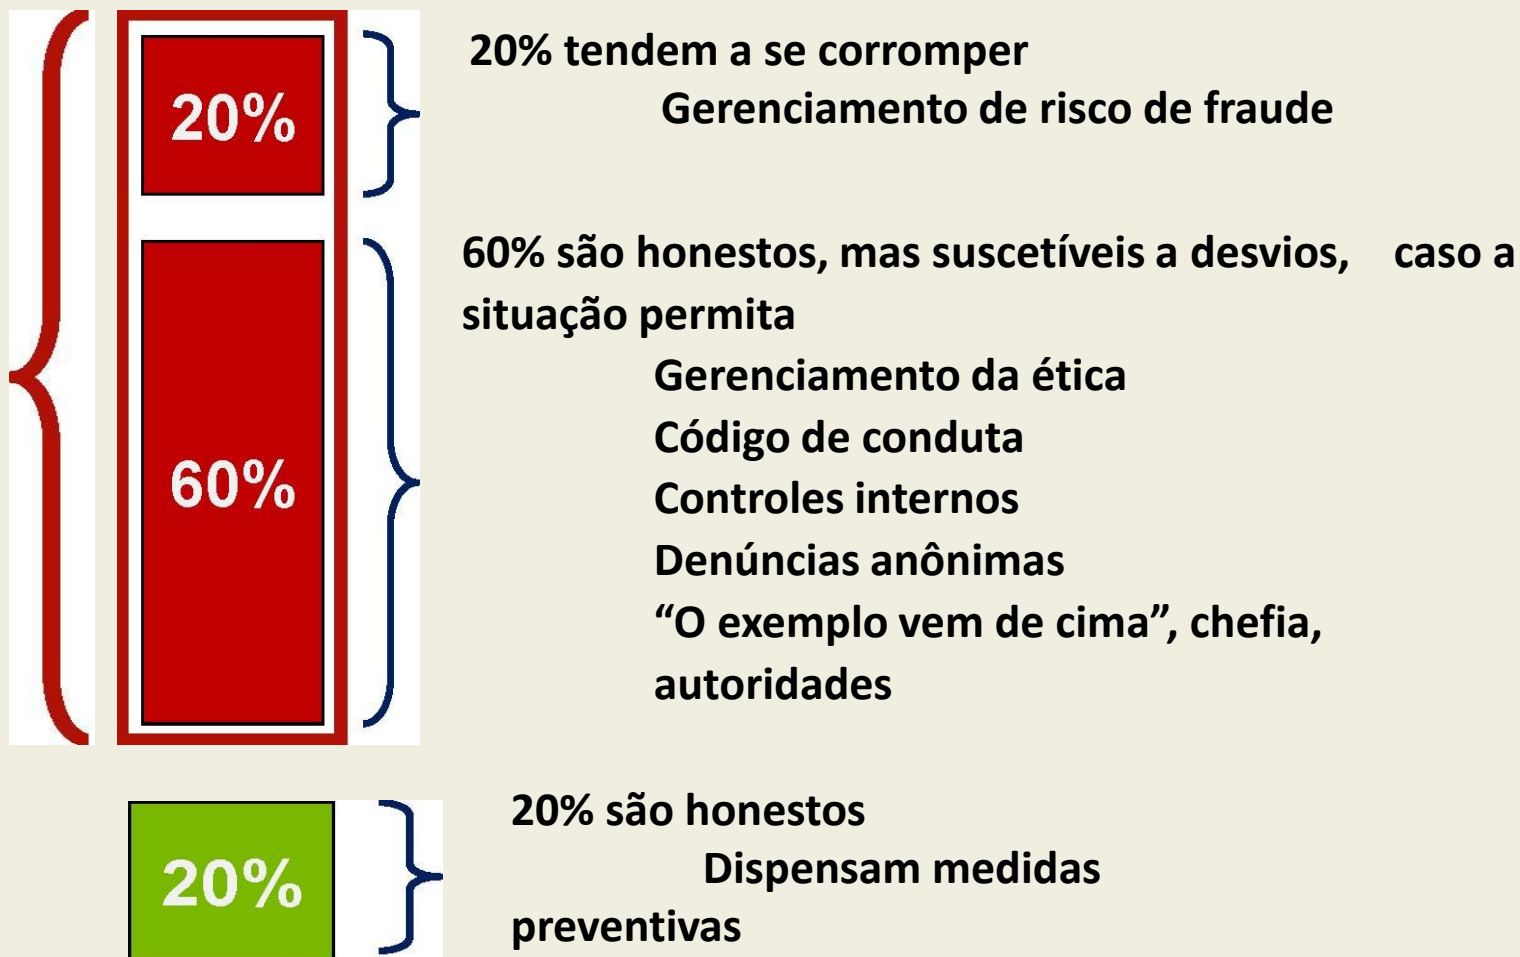 20%
20% tendem a se corromper
Gerenciamento de risco de fraude
60%
60% são honestos, mas suscetíveis a desvios, caso a
situação permita
Gerenciamento da ética
Código de conduta
Controles internos
Denúncias anônimas
“O exemplo vem de cima”, chefia,
autoridades
20%
20% são honestos
Dispensam medidas
preventivas